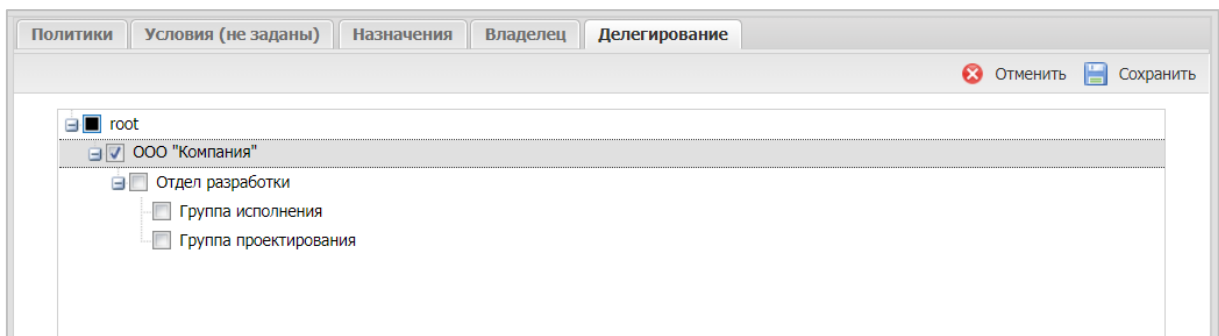 Политики Условия (не заданы) Назначения Владелец Делегирование
Отменить Сохранить
root
ООО "Компания"
Отдел разработки
Группа исполнения
Группа проектирования